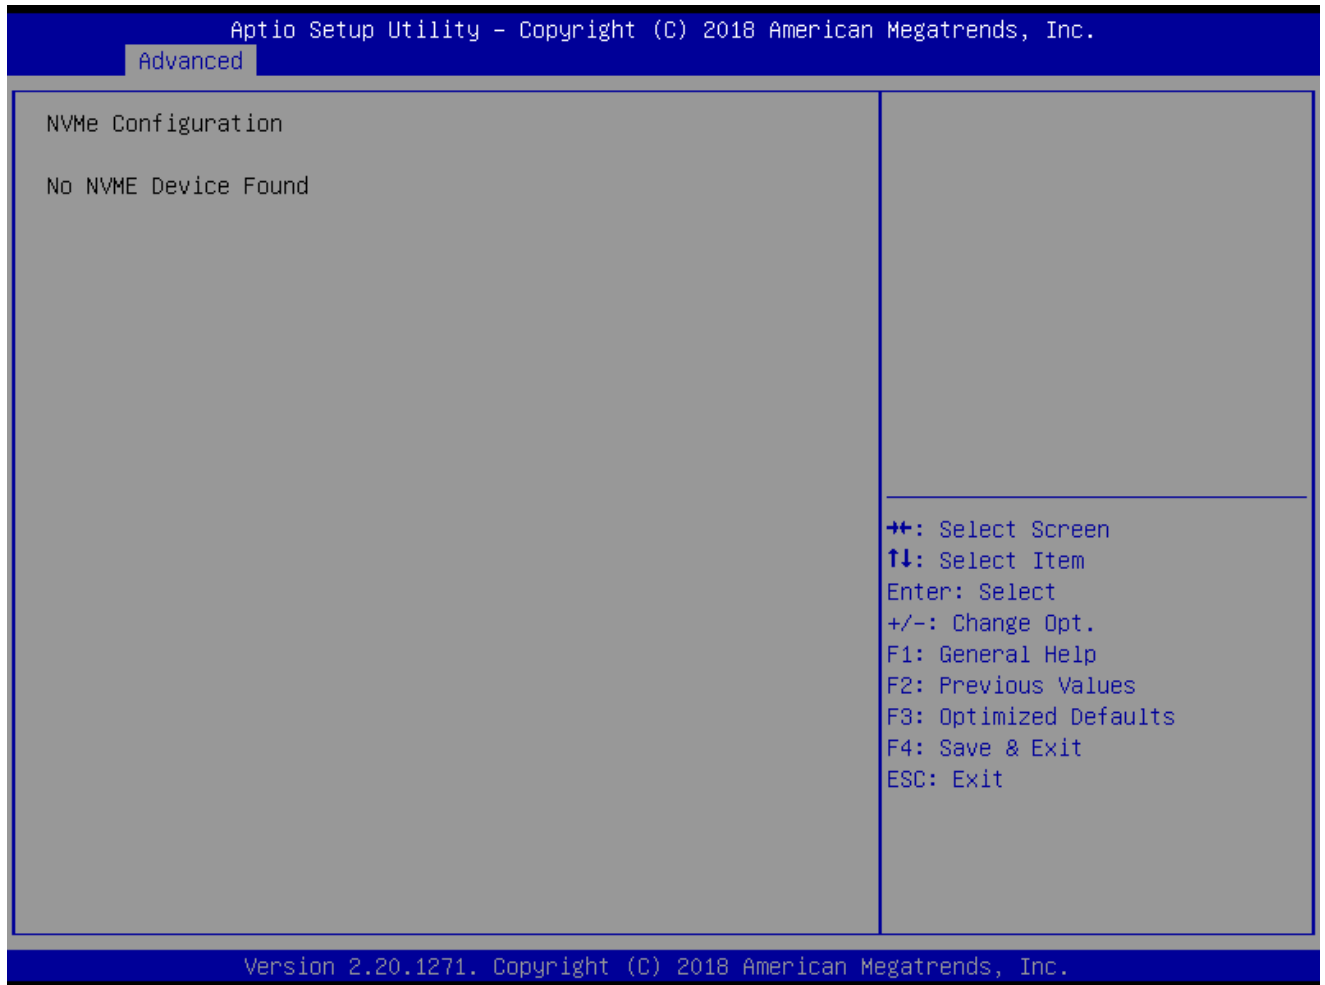 Aptio Setup Utility – Copyright (C) 2018 American Megatrends, Inc.
Advanced
NVMe Configuration
No NVME Device Found
→←: Select Screen
↑↓: Select Item
Enter: Select
+/-: Change Opt.
F1: General Help
F2: Previous Values
F3: Optimized Defaults
F4: Save & Exit
ESC: Exit
Version 2.20.1271. Copyright (C) 2018 American Megatrends, Inc.